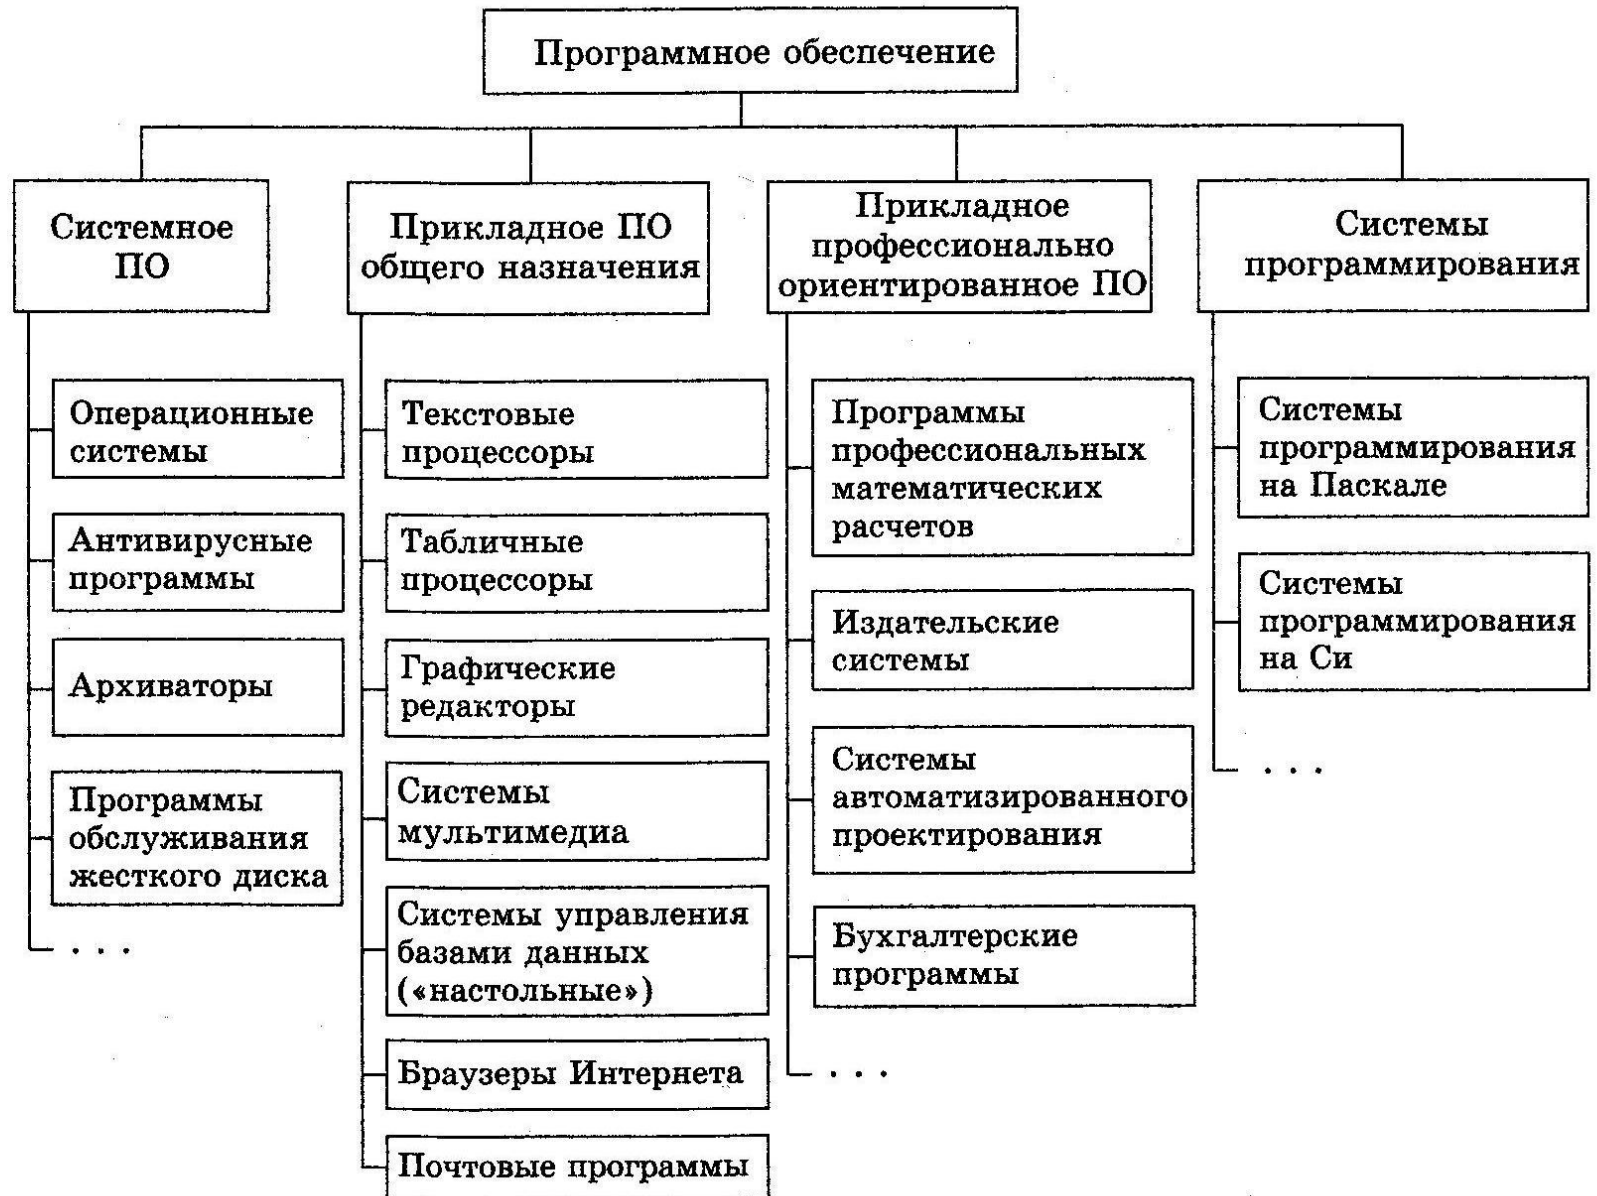 Программное обеспечение
Системное
ПО
Прикладное ПО
общего назначения
Прикладное
профессионально
ориентированное ПО
Системы
программирования
Операционные
системы
Антивирусные
программы
Архиваторы
Программы
обслуживания
жесткого диска
. . .
Текстовые
процессоры
Табличные
процессоры
Графические
редакторы
Системы
мультимедиа
Системы управления
базами данных
(«настольные»)
Браузеры Интернета
Почтовые программы
Программы
профессиональных
математических
расчетов
Издательские
системы
Системы
автоматизированного
проектирования
Бухгалтерские
программы
. . .
Системы
программирования
на Паскале
Системы
программирования
на Си
. . .